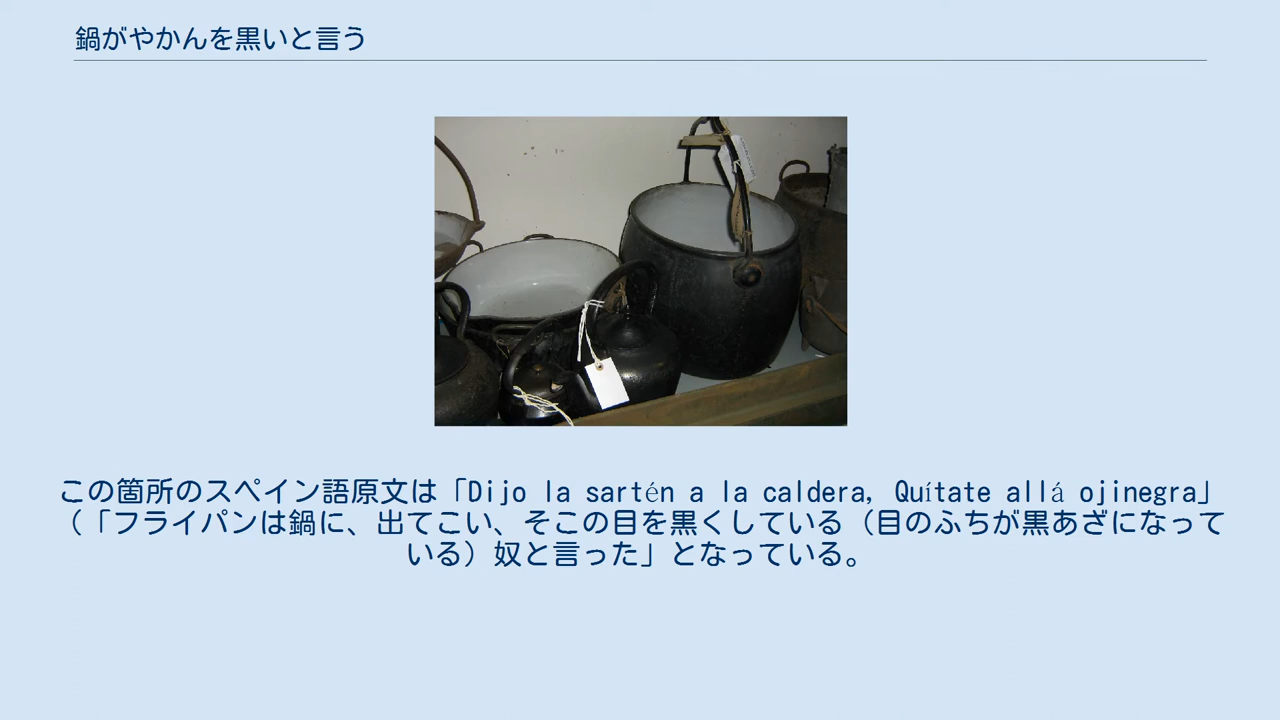 鍋がやかんを黒いと言う
この箇所のスペイン語原文は「Dijo la sartén a la caldera, Quítate allá ojinegra」
（「フライパンは鍋に、出てこい、そこの目を黒くしている（目のふちが黒あざになって
いる）奴と言った」となっている。